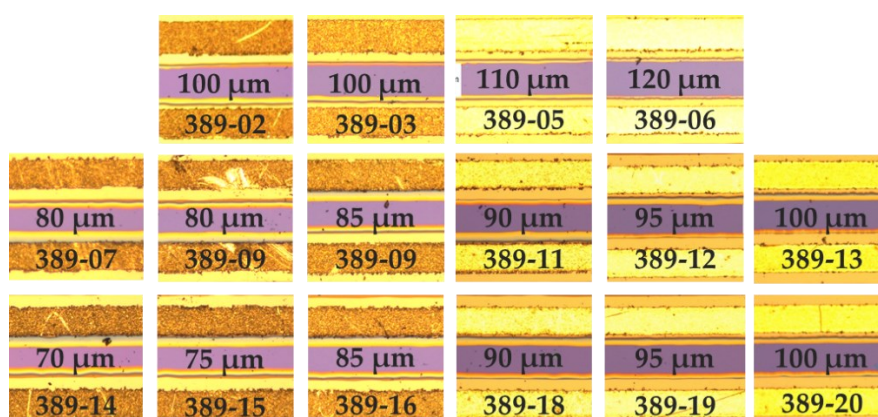 100 µm 100 µm 110 µm 120 µm
389-02 389-03 389-05 389-06
80 µm 80 µm 85 µm 90 µm 95 µm 100 µm
389-07 389-09 389-09 389-11 389-12 389-13
70 µm 75 µm 85 µm 90 µm 95 µm 100 µm
389-14 389-15 389-16 389-18 389-19 389-20